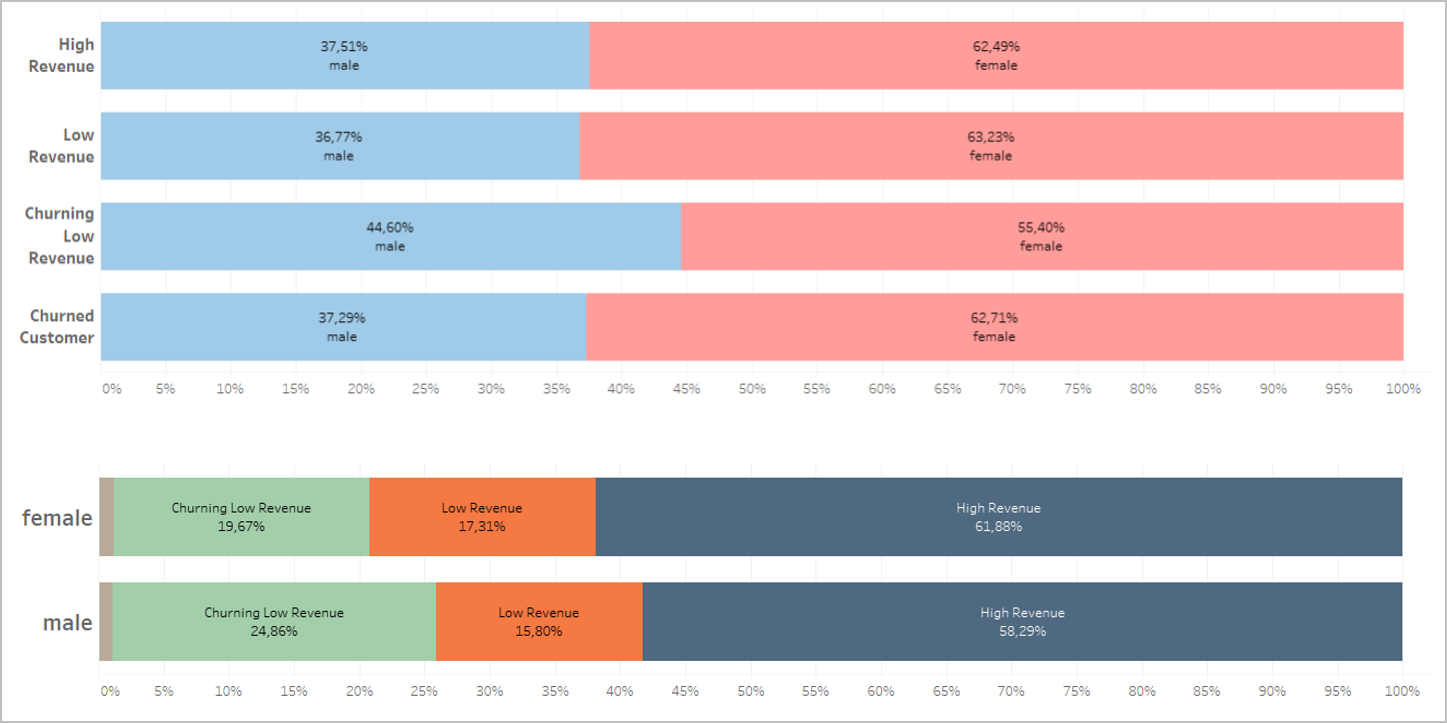 High
Revenue
37,51%
male
62,49%
female
Low
Revenue
36,77%
male
63,23%
female
Churning
Low
Revenue
44,60%
male
55,40%
female
Churned
Customer
37,29%
male
62,71%
female
0% 5% 10% 15% 20% 25% 30% 35% 40% 45% 50% 55% 60% 65% 70% 75% 80% 85% 90% 95% 100%
female
Churning Low Revenue
19,67%
Low Revenue
17,31%
High Revenue
61,88%
male
Churning Low Revenue
24,86%
Low Revenue
15,80%
High Revenue
58,29%
0% 5% 10% 15% 20% 25% 30% 35% 40% 45% 50% 55% 60% 65% 70% 75% 80% 85% 90% 95% 100%